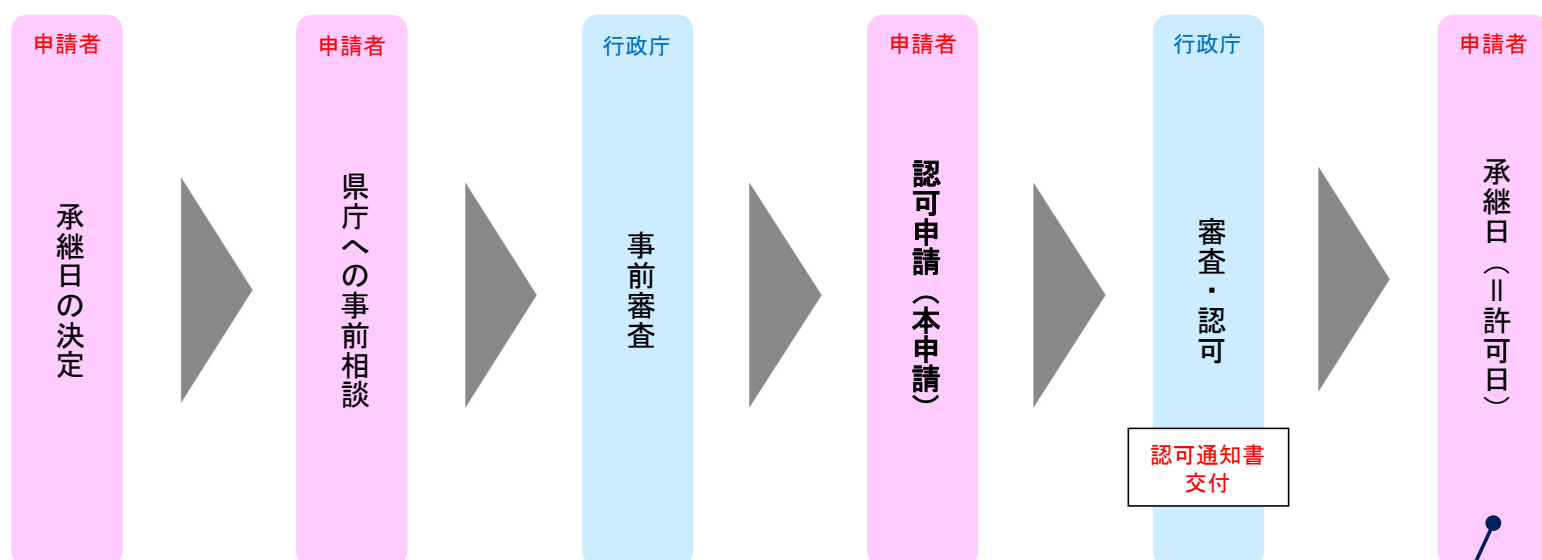 申請者
承継日の決定
申請者
県庁への事前相談
行政庁
事前審査
申請者
認可申請（本申請）
行政庁
審査・認可
認可通知書
交付
申請者
承継日（＝許可日）